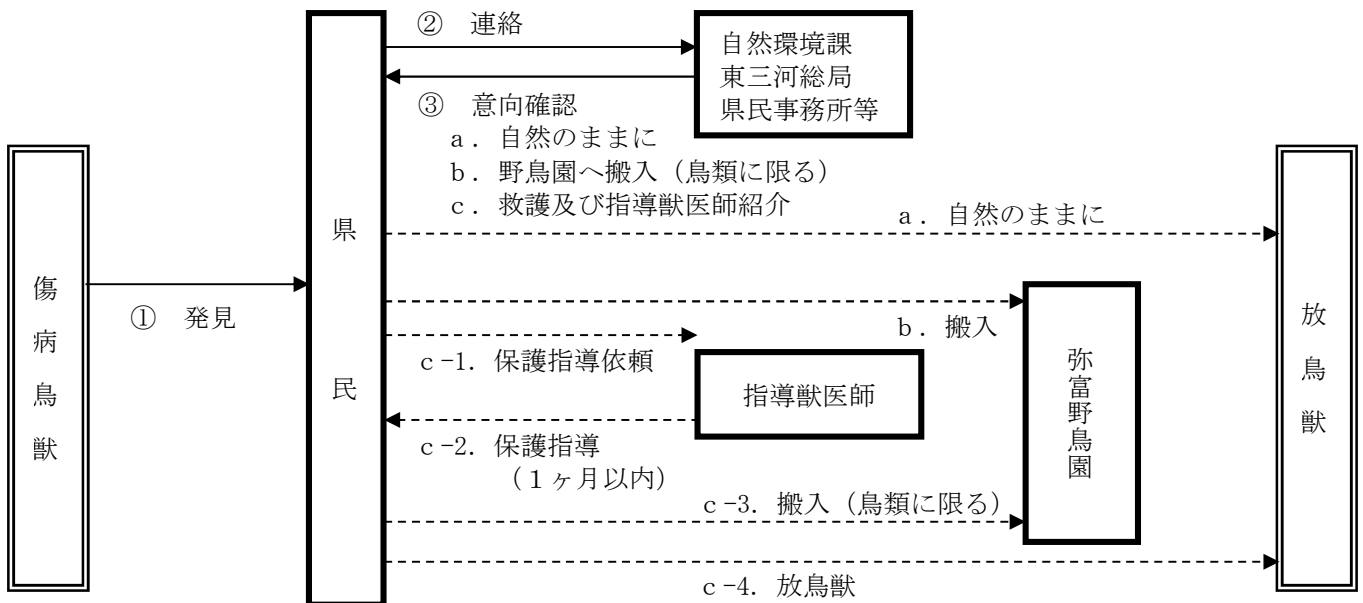 ② 連絡
自然環境課
東三河総局
県民事務所等
③ 意向確認
a. 自然のままに
b. 野鳥園へ搬入（鳥類に限る）
c. 救護及び指導獣医師紹介
a. 自然のままに
傷病鳥獣
① 発見
県民
b. 搬入
c-1. 保護指導依頼
指導獣医師
弥富野鳥園
放鳥獣
c-2. 保護指導
（１ヶ月以内）
c-3. 搬入（鳥類に限る）
c-4. 放鳥獣